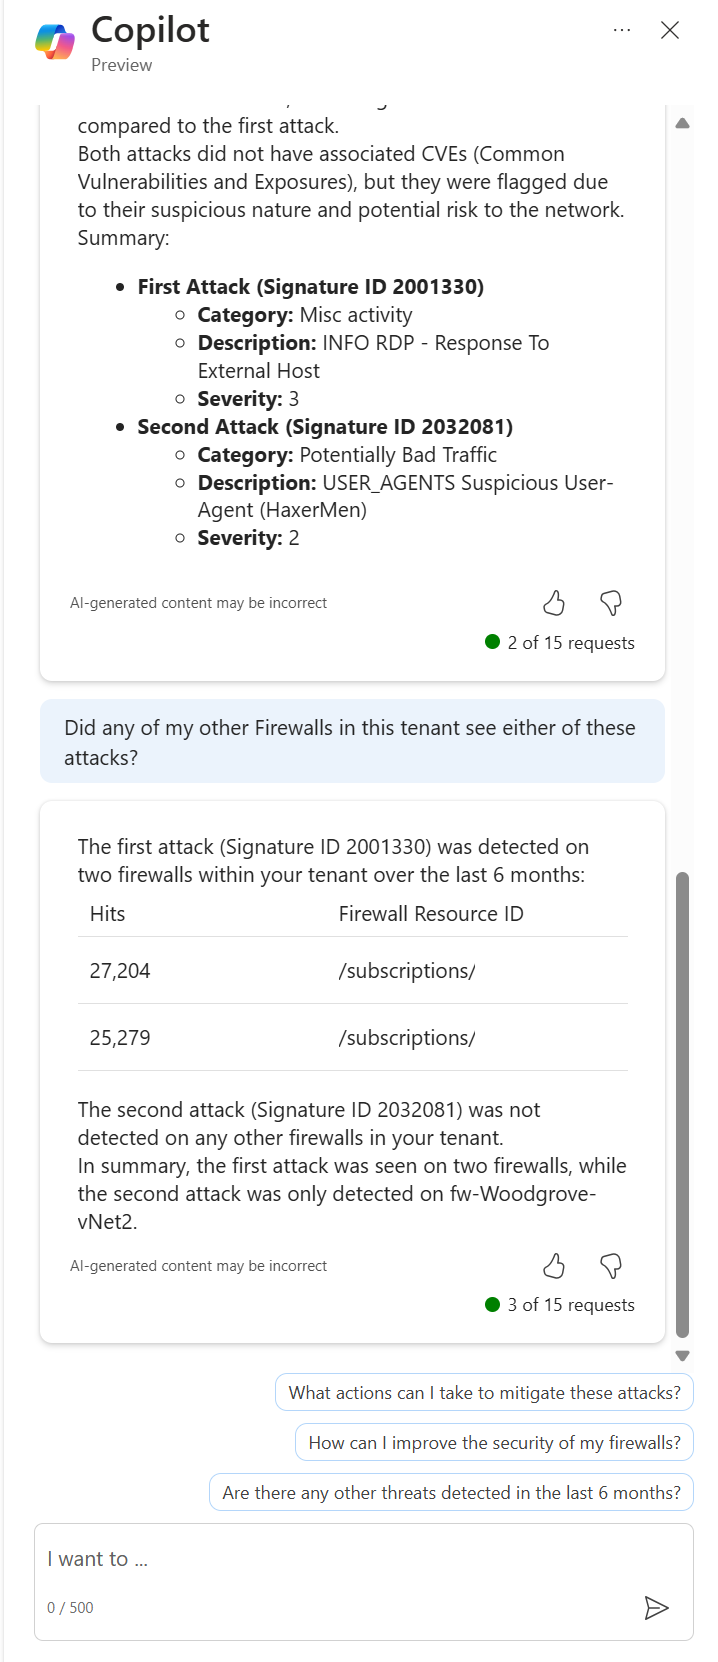 Copilot
Preview
compared to the first attack.
Both attacks did not have associated CVEs (Common
Vulnerabilities and Exposures), but they were flagged due
to their suspicious nature and potential risk to the network.
Summary:
First Attack (Signature ID 2001330)
Category: Misc activity
Description: INFO RDP - Response To
External Host
Severity: 3
Second Attack (Signature ID 2032081)
Category: Potentially Bad Traffic
Description: USER_AGENTS Suspicious User-
Agent (HaxerMen)
Severity: 2
AI-generated content may be incorrect
2 of 15 requests
Did any of my other Firewalls in this tenant see either of these
attacks?
The first attack (Signature ID 2001330) was detected on
two firewalls within your tenant over the last 6 months:
Hits Firewall Resource ID
27,204 /subscriptions/
25,279 /subscriptions/
The second attack (Signature ID 2032081) was not
detected on any other firewalls in your tenant.
In summary, the first attack was seen on two firewalls, while
the second attack was only detected on fw-Woodgrove-
vNet2.
AI-generated content may be incorrect
3 of 15 requests
What actions can I take to mitigate these attacks?
How can I improve the security of my firewalls?
Are there any other threats detected in the last 6 months?
I want to ...
0 / 500